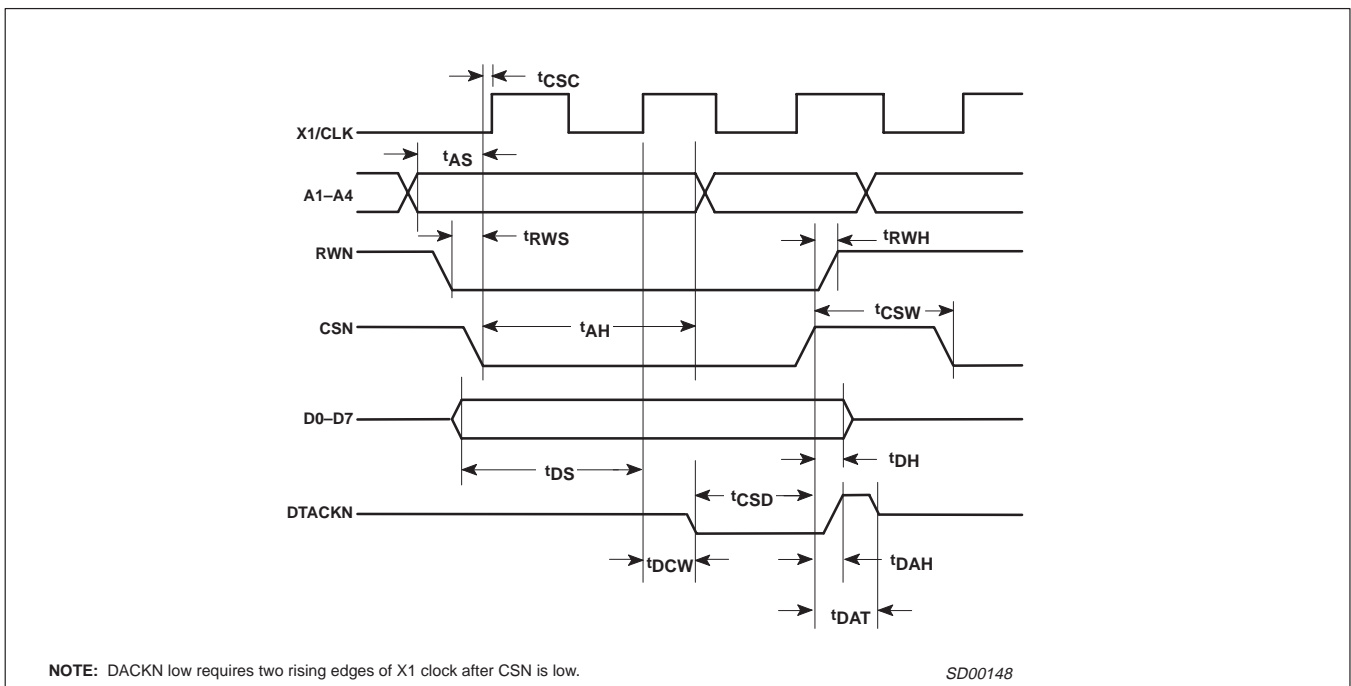 tCSC
X1/CLK
tAS
A1–A4
tRWS
tRWH
RWN
tCSW
CSN
tAH
D0–D7
tDS
tDH
tCSD
DTACKN
tDCW
tDAH
tDAT
NOTE: DACKN low requires two rising edges of X1 clock after CSN is low.
SD00148